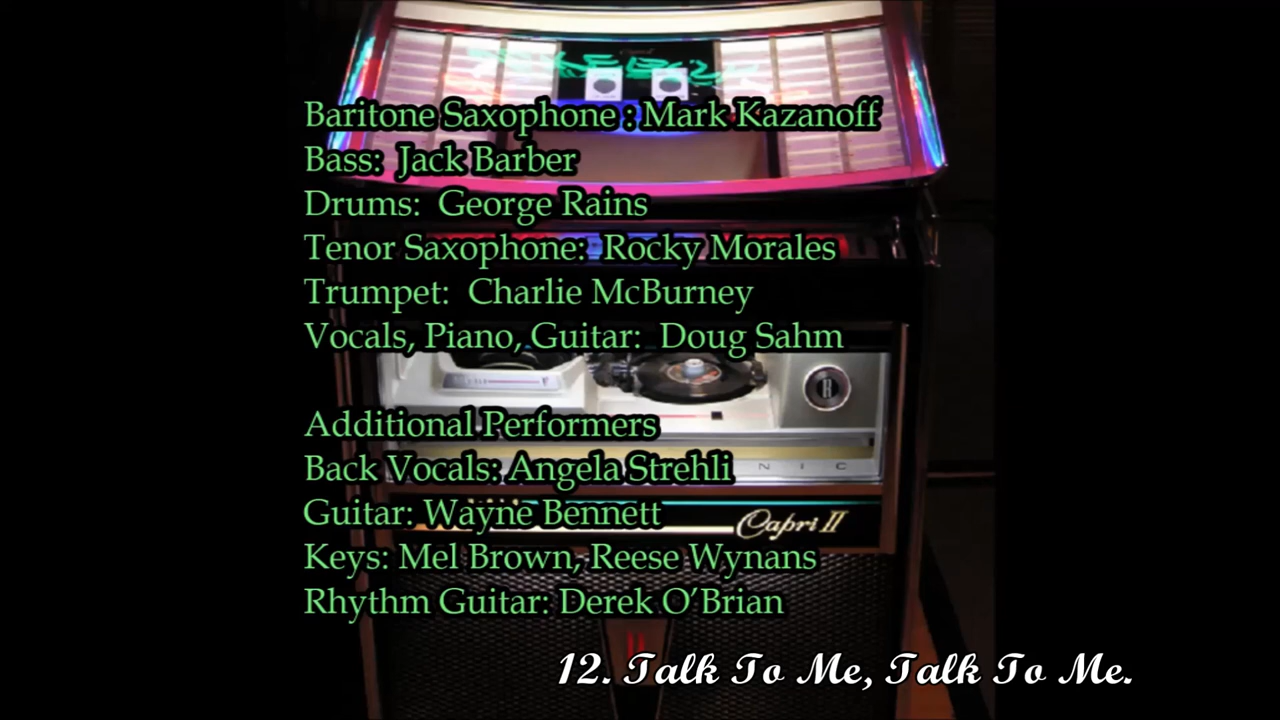 Capri II
Baritone Saxophone : Mark Kazanoff
Bass: Jack Barber
Drums: George Rains
Tenor Saxophone: Rocky Morales
Trumpet: Charlie McBurney
Vocals, Piano, Guitar: Doug Sahm
Additional Performers
Back Vocals: Angela Strehli
N I C
Guitar: Wayne Bennett
Capri II
Keys: Mel Brown, Reese Wynans
Rhythm Guitar: Derek O’Brian
12. Talk To Me, Talk To Me.